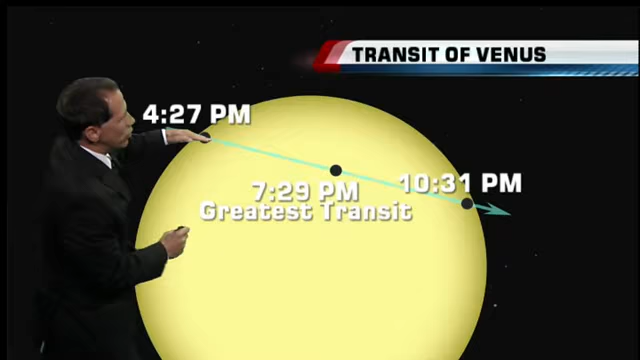 TRANSIT OF VENUS
4:27 PM
7:29 PM
Greatest Transit
10:31 PM